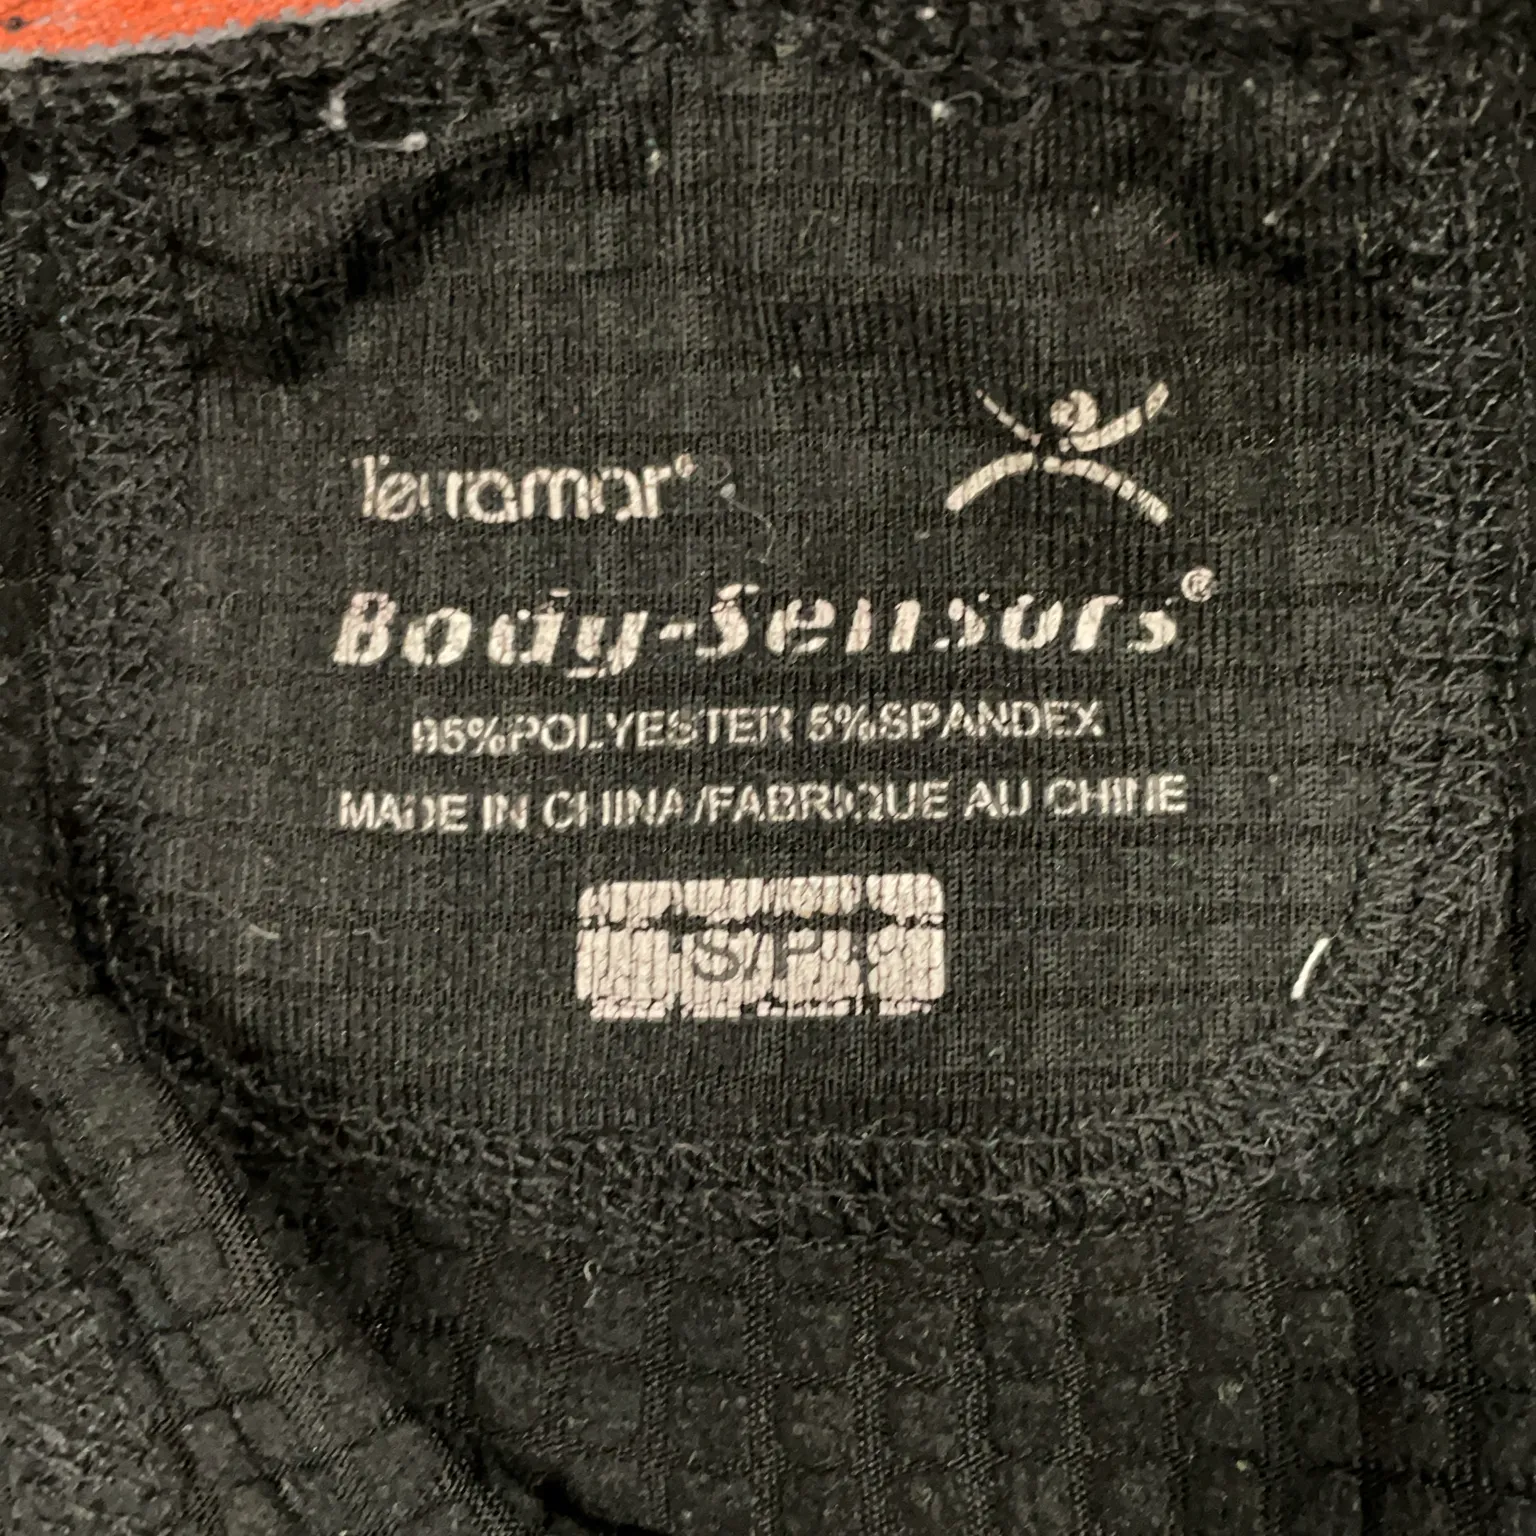 Terramar®
Body-Sensors®
95%POLYESTER 5%SPANDEX
MADE IN CHINA/FABRIQUE AU CHINE
S/P